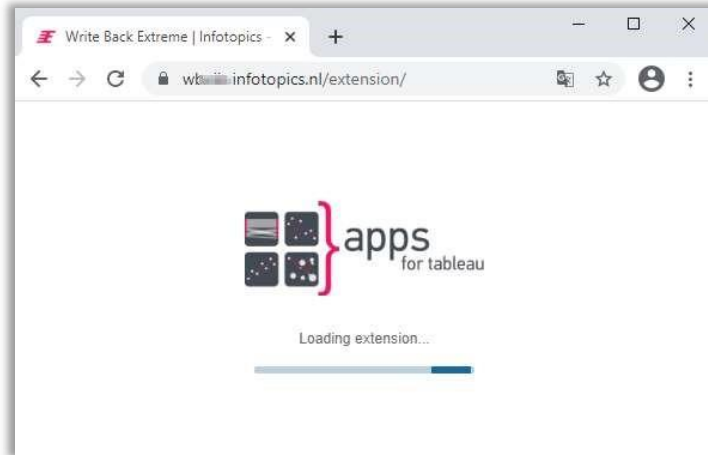 Write Back Extreme | Infotopics -
infotopics.nl/extension/
apps
for tableau
Loading extension...